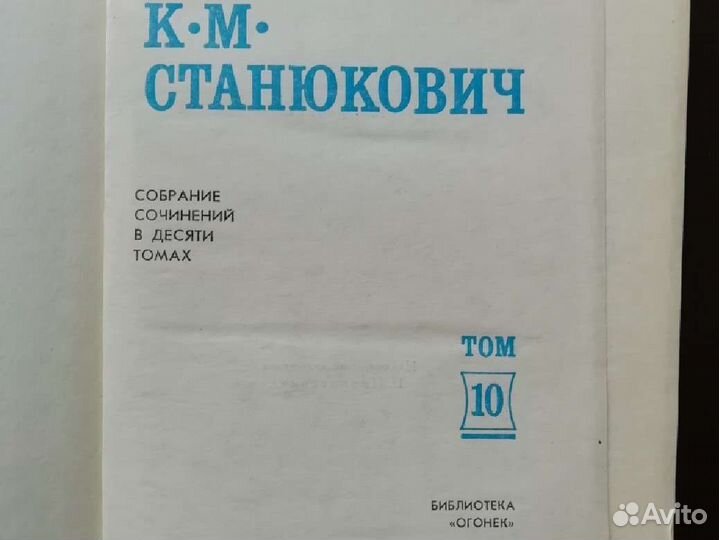 К·М·
СТАНЮКОВИЧ
СОБРАНИЕ
СОЧИНЕНИЙ
В ДЕСЯТИ
ТОМАХ
ТОМ
10
БИБЛИОТЕКА
«ОГОНЕК»
Avito